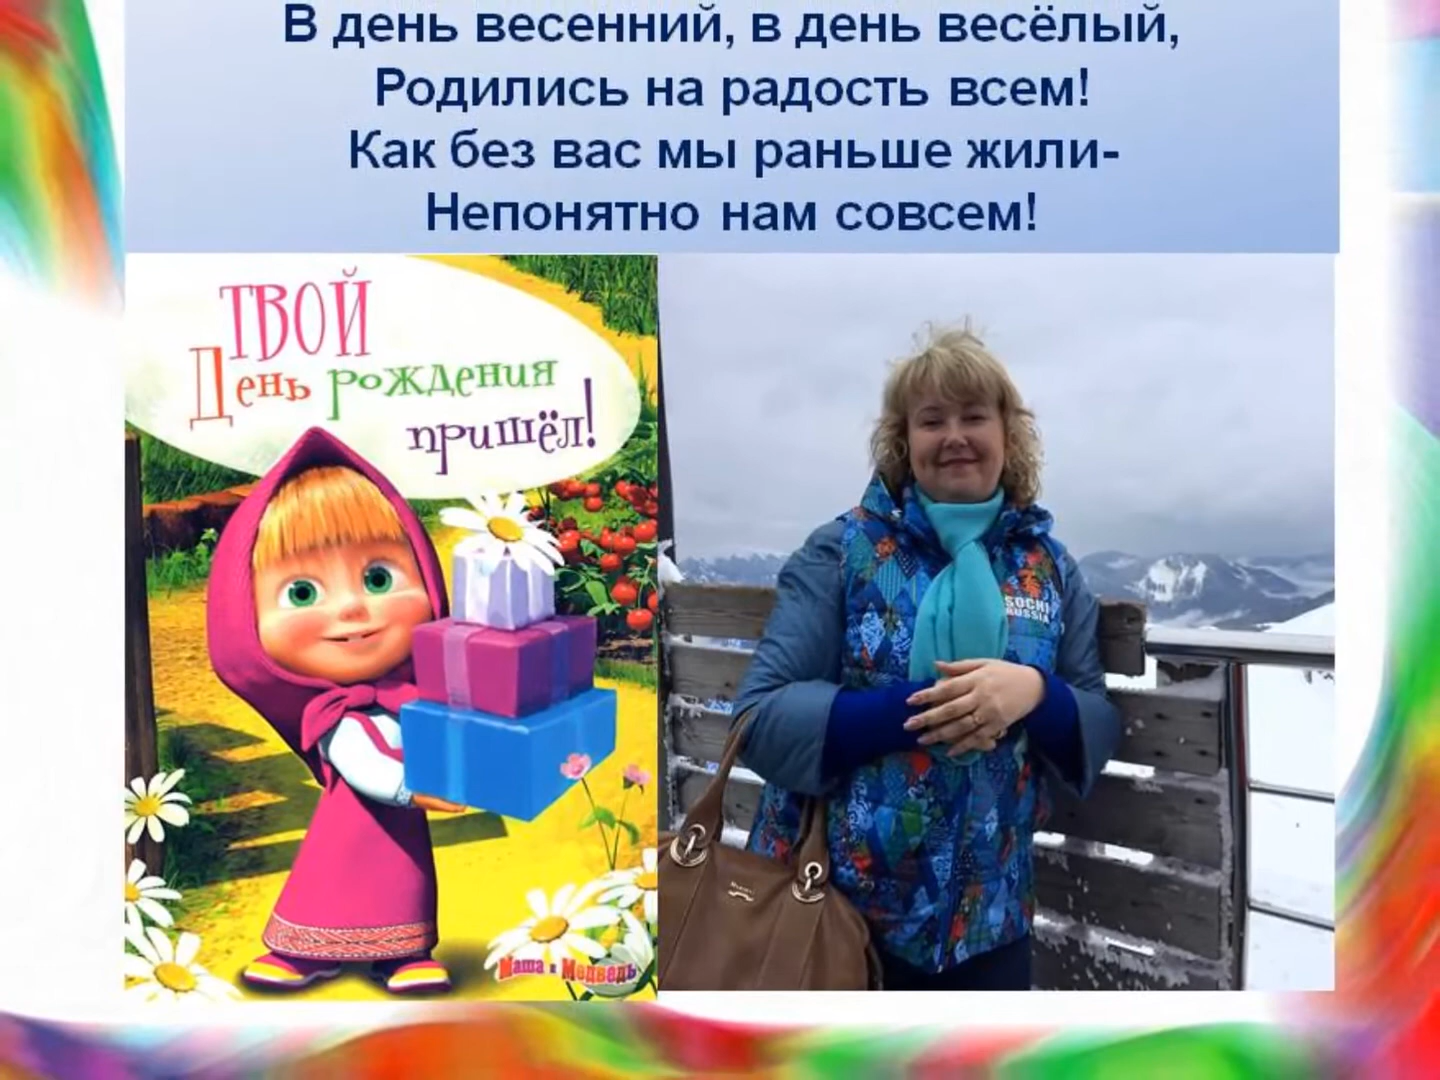 В день весенний, в день весёлый,
Родились на радость всем!
Как без вас мы раньше жили-
Непонятно нам совсем!
ТВОЙ
День рождения
пришёл!
SOCHI
RUSSIA
Маша и Медведь